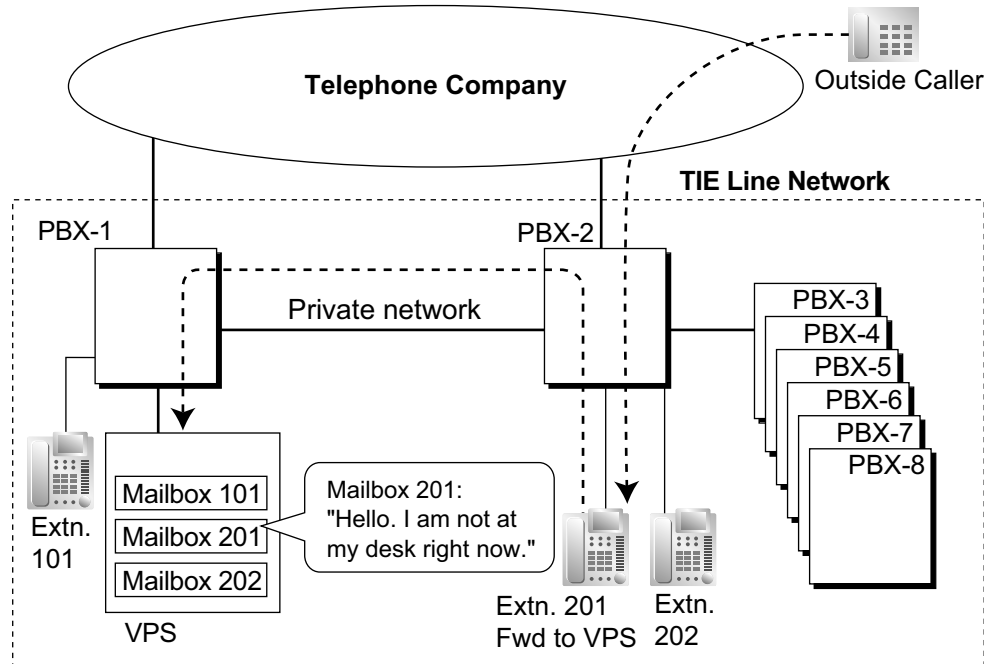 Telephone Company
Outside Caller
TIE Line Network
PBX-1
PBX-2
Private network
PBX-3
PBX-4
PBX-5
PBX-6
PBX-7
PBX-8
Extn.
101
Mailbox 101
Mailbox 201
Mailbox 202
VPS
Mailbox 201:
"Hello. I am not at
my desk right now."
Extn. 201
Fwd to VPS
Extn.
202